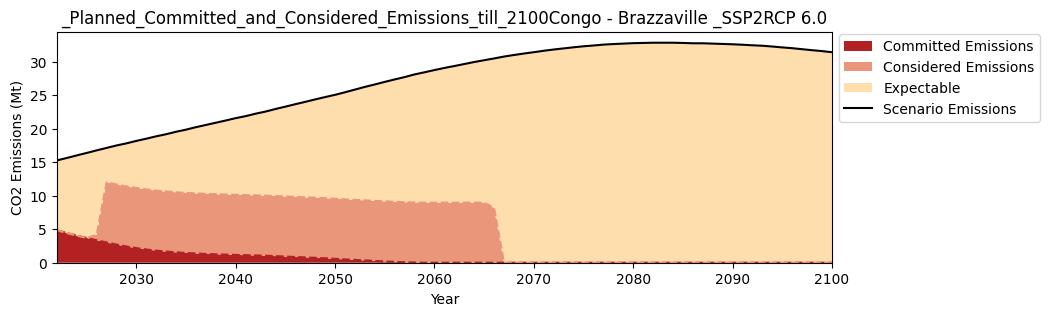 _Planned_Committed_and_Considered_Emissions_till_2100Congo - Brazzaville _SSP2RCP 6.0
CO2 Emissions (Mt)
30
25
20
15
10
5
0
2030 2040 2050 2060 2070 2080 2090 2100
Year
Committed Emissions
Considered Emissions
Expectable
Scenario Emissions